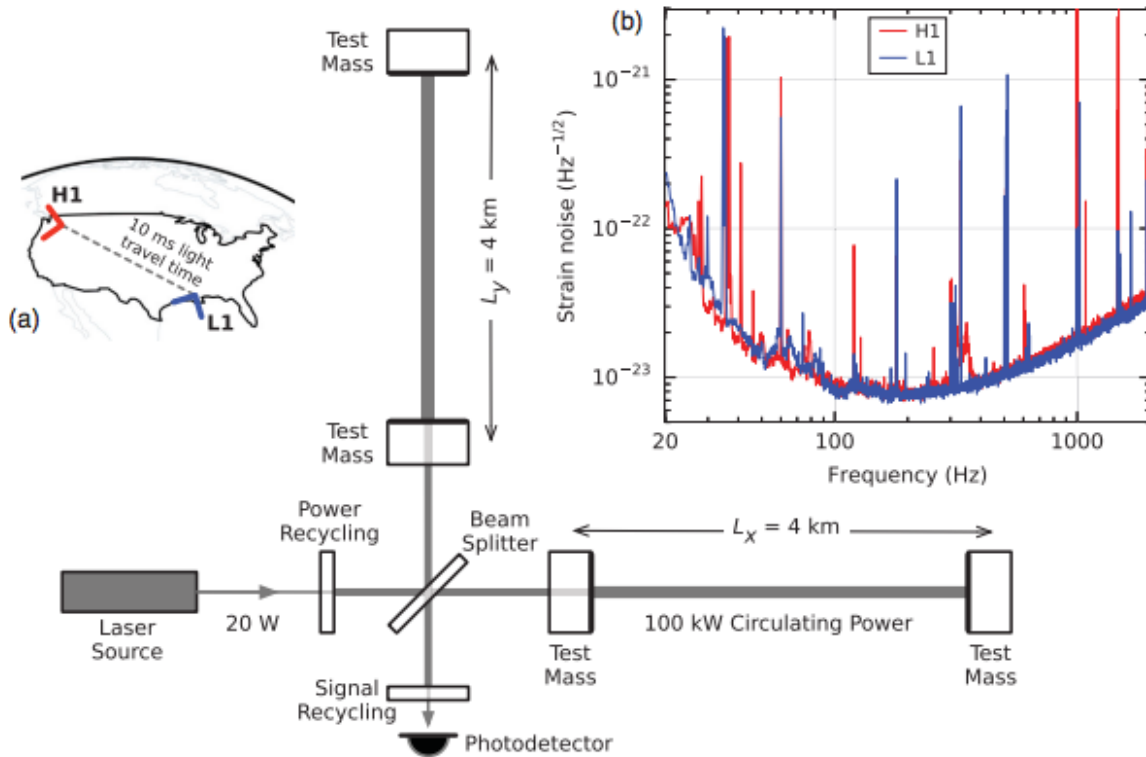 Test
Mass
(b)
H1
L1
10⁻²¹
10⁻²²
10⁻²³
Strain noise (Hz⁻¹/²)
20
100
1000
Frequency (Hz)
H1
10 ms light
travel time
L1
(a)
Ly = 4 km
Test
Mass
Power
Recycling
Beam
Splitter
Lx = 4 km
Laser
Source
20 W
100 kW Circulating Power
Test
Mass
Test
Mass
Signal
Recycling
Photodetector